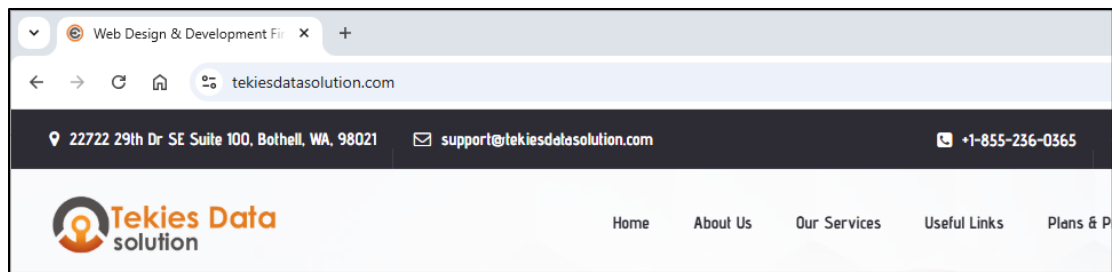 Web Design & Development Fir
tekiesdatasolution.com
22722 29th Dr SE Suite 100, Bothell, WA, 98021 support@tekiesdatasolution.com +1-855-236-0365
Tekies Data
solution
Home About Us Our Services Useful Links Plans & P